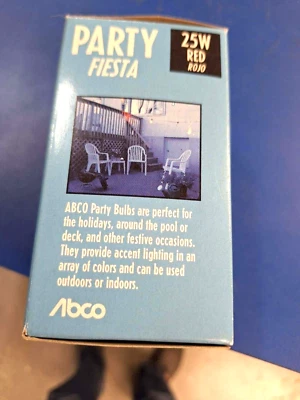 PARTY
FIESTA
25W
RED
ROJO
ABCO Party Bulbs are perfect for
the holidays, around the pool or
deck, and other festive occasions.
They provide accent lighting in an
array of colors and can be used
outdoors or indoors.
Abco